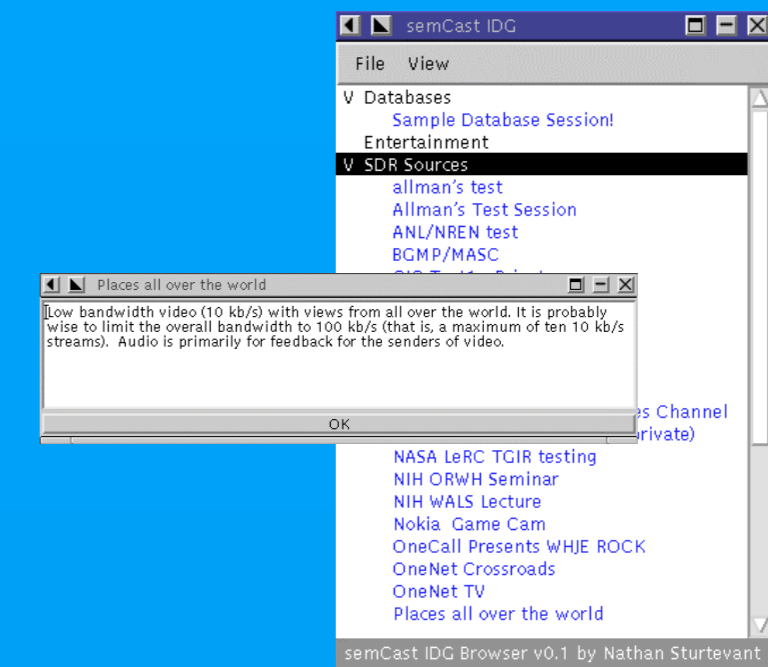 semCast IDG
File View
V Databases
Sample Database Session!
Entertainment
V SDR Sources
allman's test
Allman's Test Session
ANL/NREN test
BGMP/MASC
Places all over the world
Low bandwidth video (10 kb/s) with views from all over the world. It is probably
wise to limit the overall bandwidth to 100 kb/s (that is, a maximum of ten 10 kb/s
streams). Audio is primarily for feedback for the senders of video.
OK
es Channel
private)
NASA LeRC TGIR testing
NIH ORWH Seminar
NIH WALS Lecture
Nokia Game Cam
OneCall Presents WHJE ROCK
OneNet Crossroads
OneNet TV
Places all over the world
semCast IDG Browser v0.1 by Nathan Sturtevant